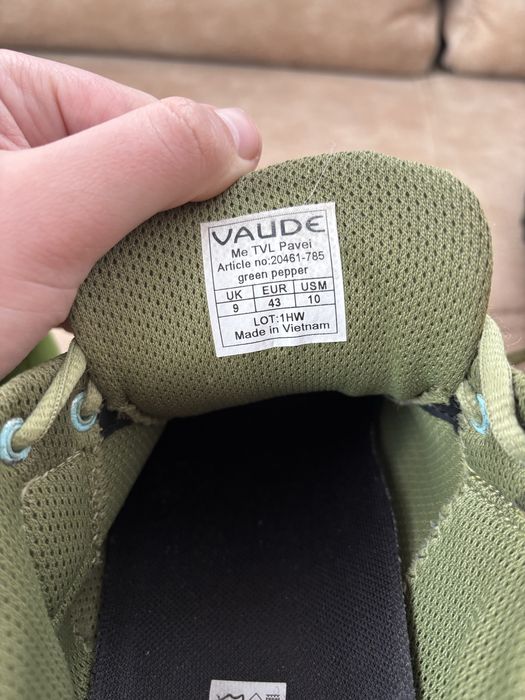 VAUDE
Me TVL Pavei
Article no:20461-785
green pepper
UK EUR USM
9 43 10
LOT:1HW
Made in Vietnam